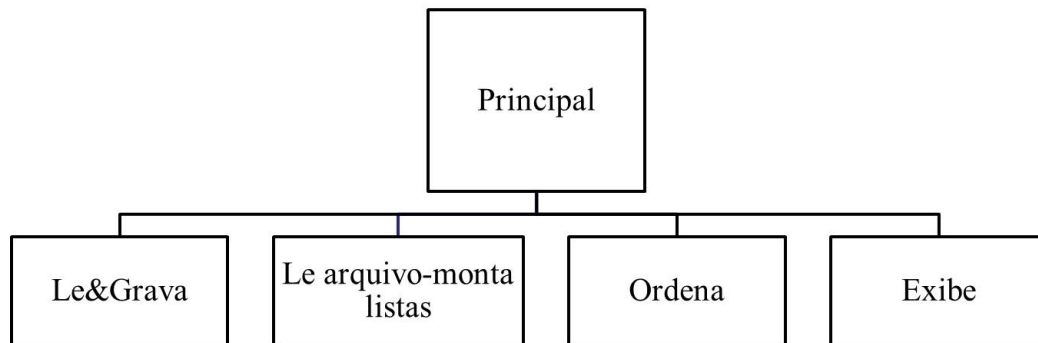 Principal
Le&Grava
Le arquivo-monta
listas
Ordena
Exibe